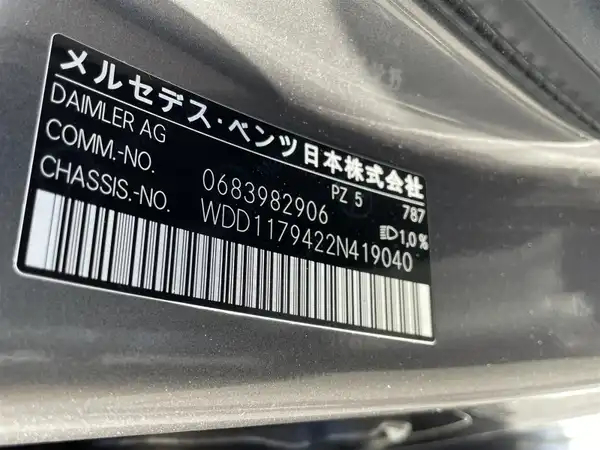 メルセデス・ベンツ日本株式会社
DAIMLER AG
COMM.-NO. 0683982906 PZ 5 787
CHASSIS.-NO. WDD1179422N419040 1,0 %